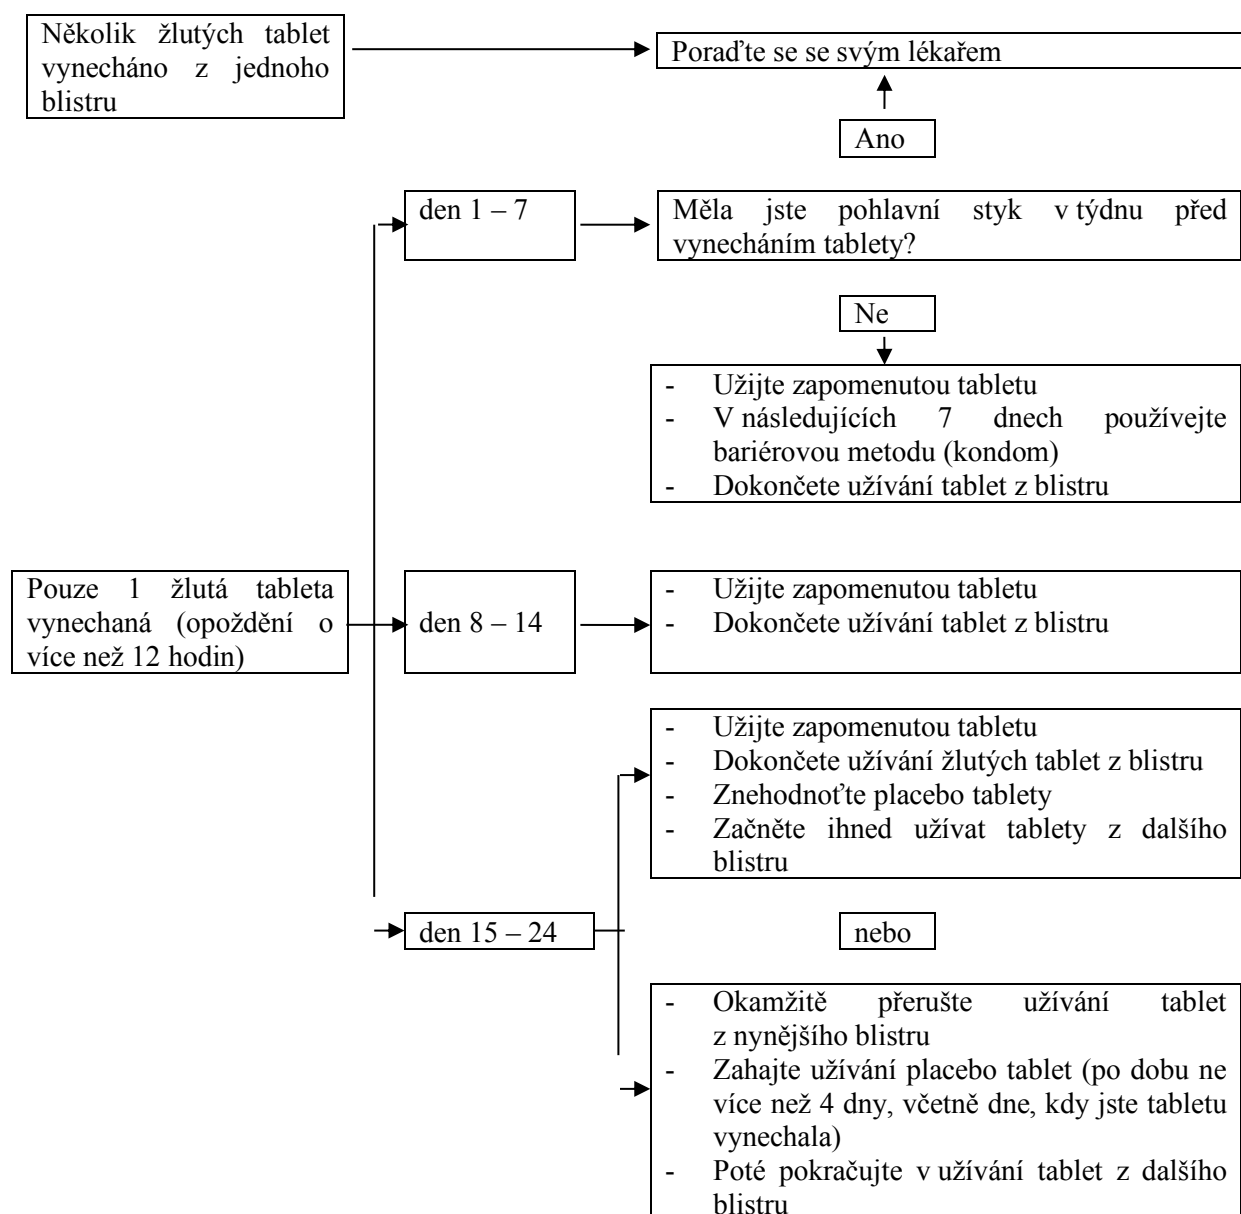 Několik žlutých tablet
vynecháno z jednoho
blistru
Poraďte se se svým lékařem
Ano
den 1 – 7
Měla jste pohlavní styk v týdnu před
vynecháním tablety?
Ne
- Užijte zapomenutou tabletu
- V následujících 7 dnech používejte
bariérovou metodu (kondom)
- Dokončete užívání tablet z blistru
Pouze 1 žlutá tableta
vynechaná (opoždění o
více než 12 hodin)
den 8 – 14
- Užijte zapomenutou tabletu
- Dokončete užívání tablet z blistru
den 15 – 24
- Užijte zapomenutou tabletu
- Dokončete užívání žlutých tablet z blistru
- Znehodnoťte placebo tablety
- Začněte ihned užívat tablety z dalšího
blistru
nebo
- Okamžitě přerušte užívání tablet
z nynějšího blistru
- Zahajte užívání placebo tablet (po dobu ne
více než 4 dny, včetně dne, kdy jste tabletu
vynechala)
- Poté pokračujte v užívání tablet z dalšího
blistru